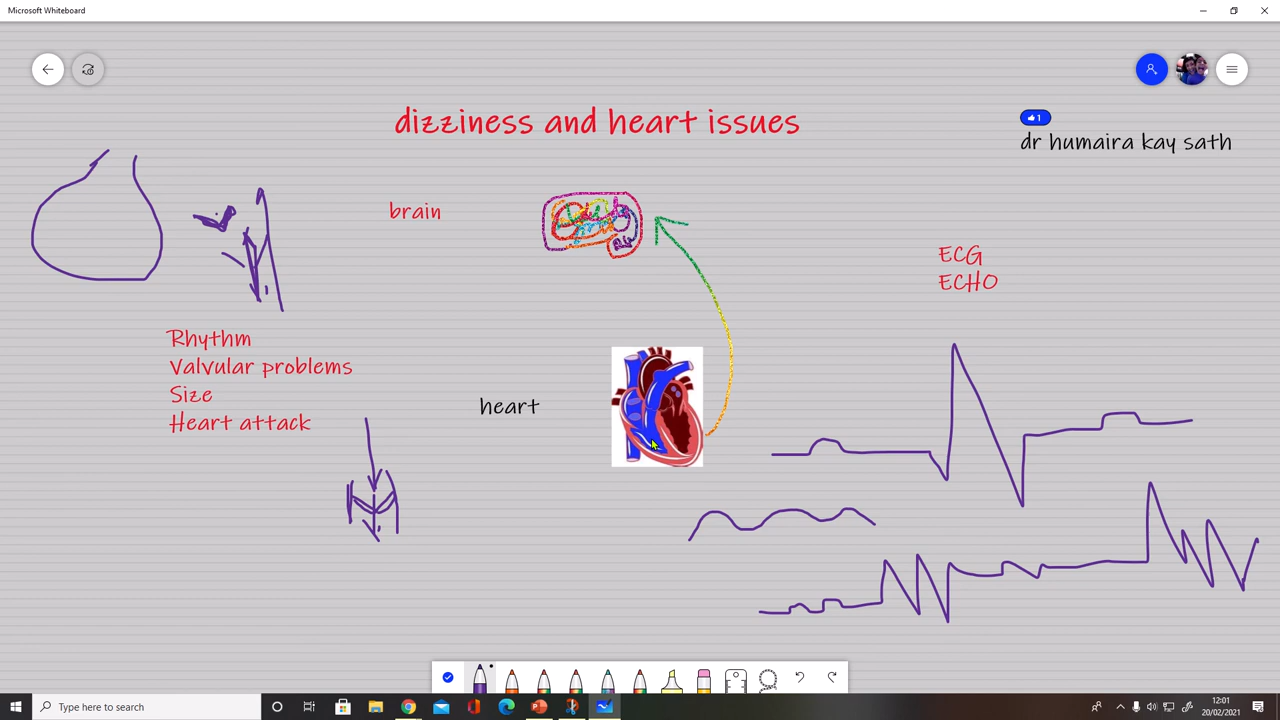 Microsoft Whiteboard
dizziness and heart issues
1
dr humaira kay sath
brain
ECG
ECHO
Rhythm
Valvular problems
Size
Heart attack
heart
Type here to search
12:01
20/02/2021